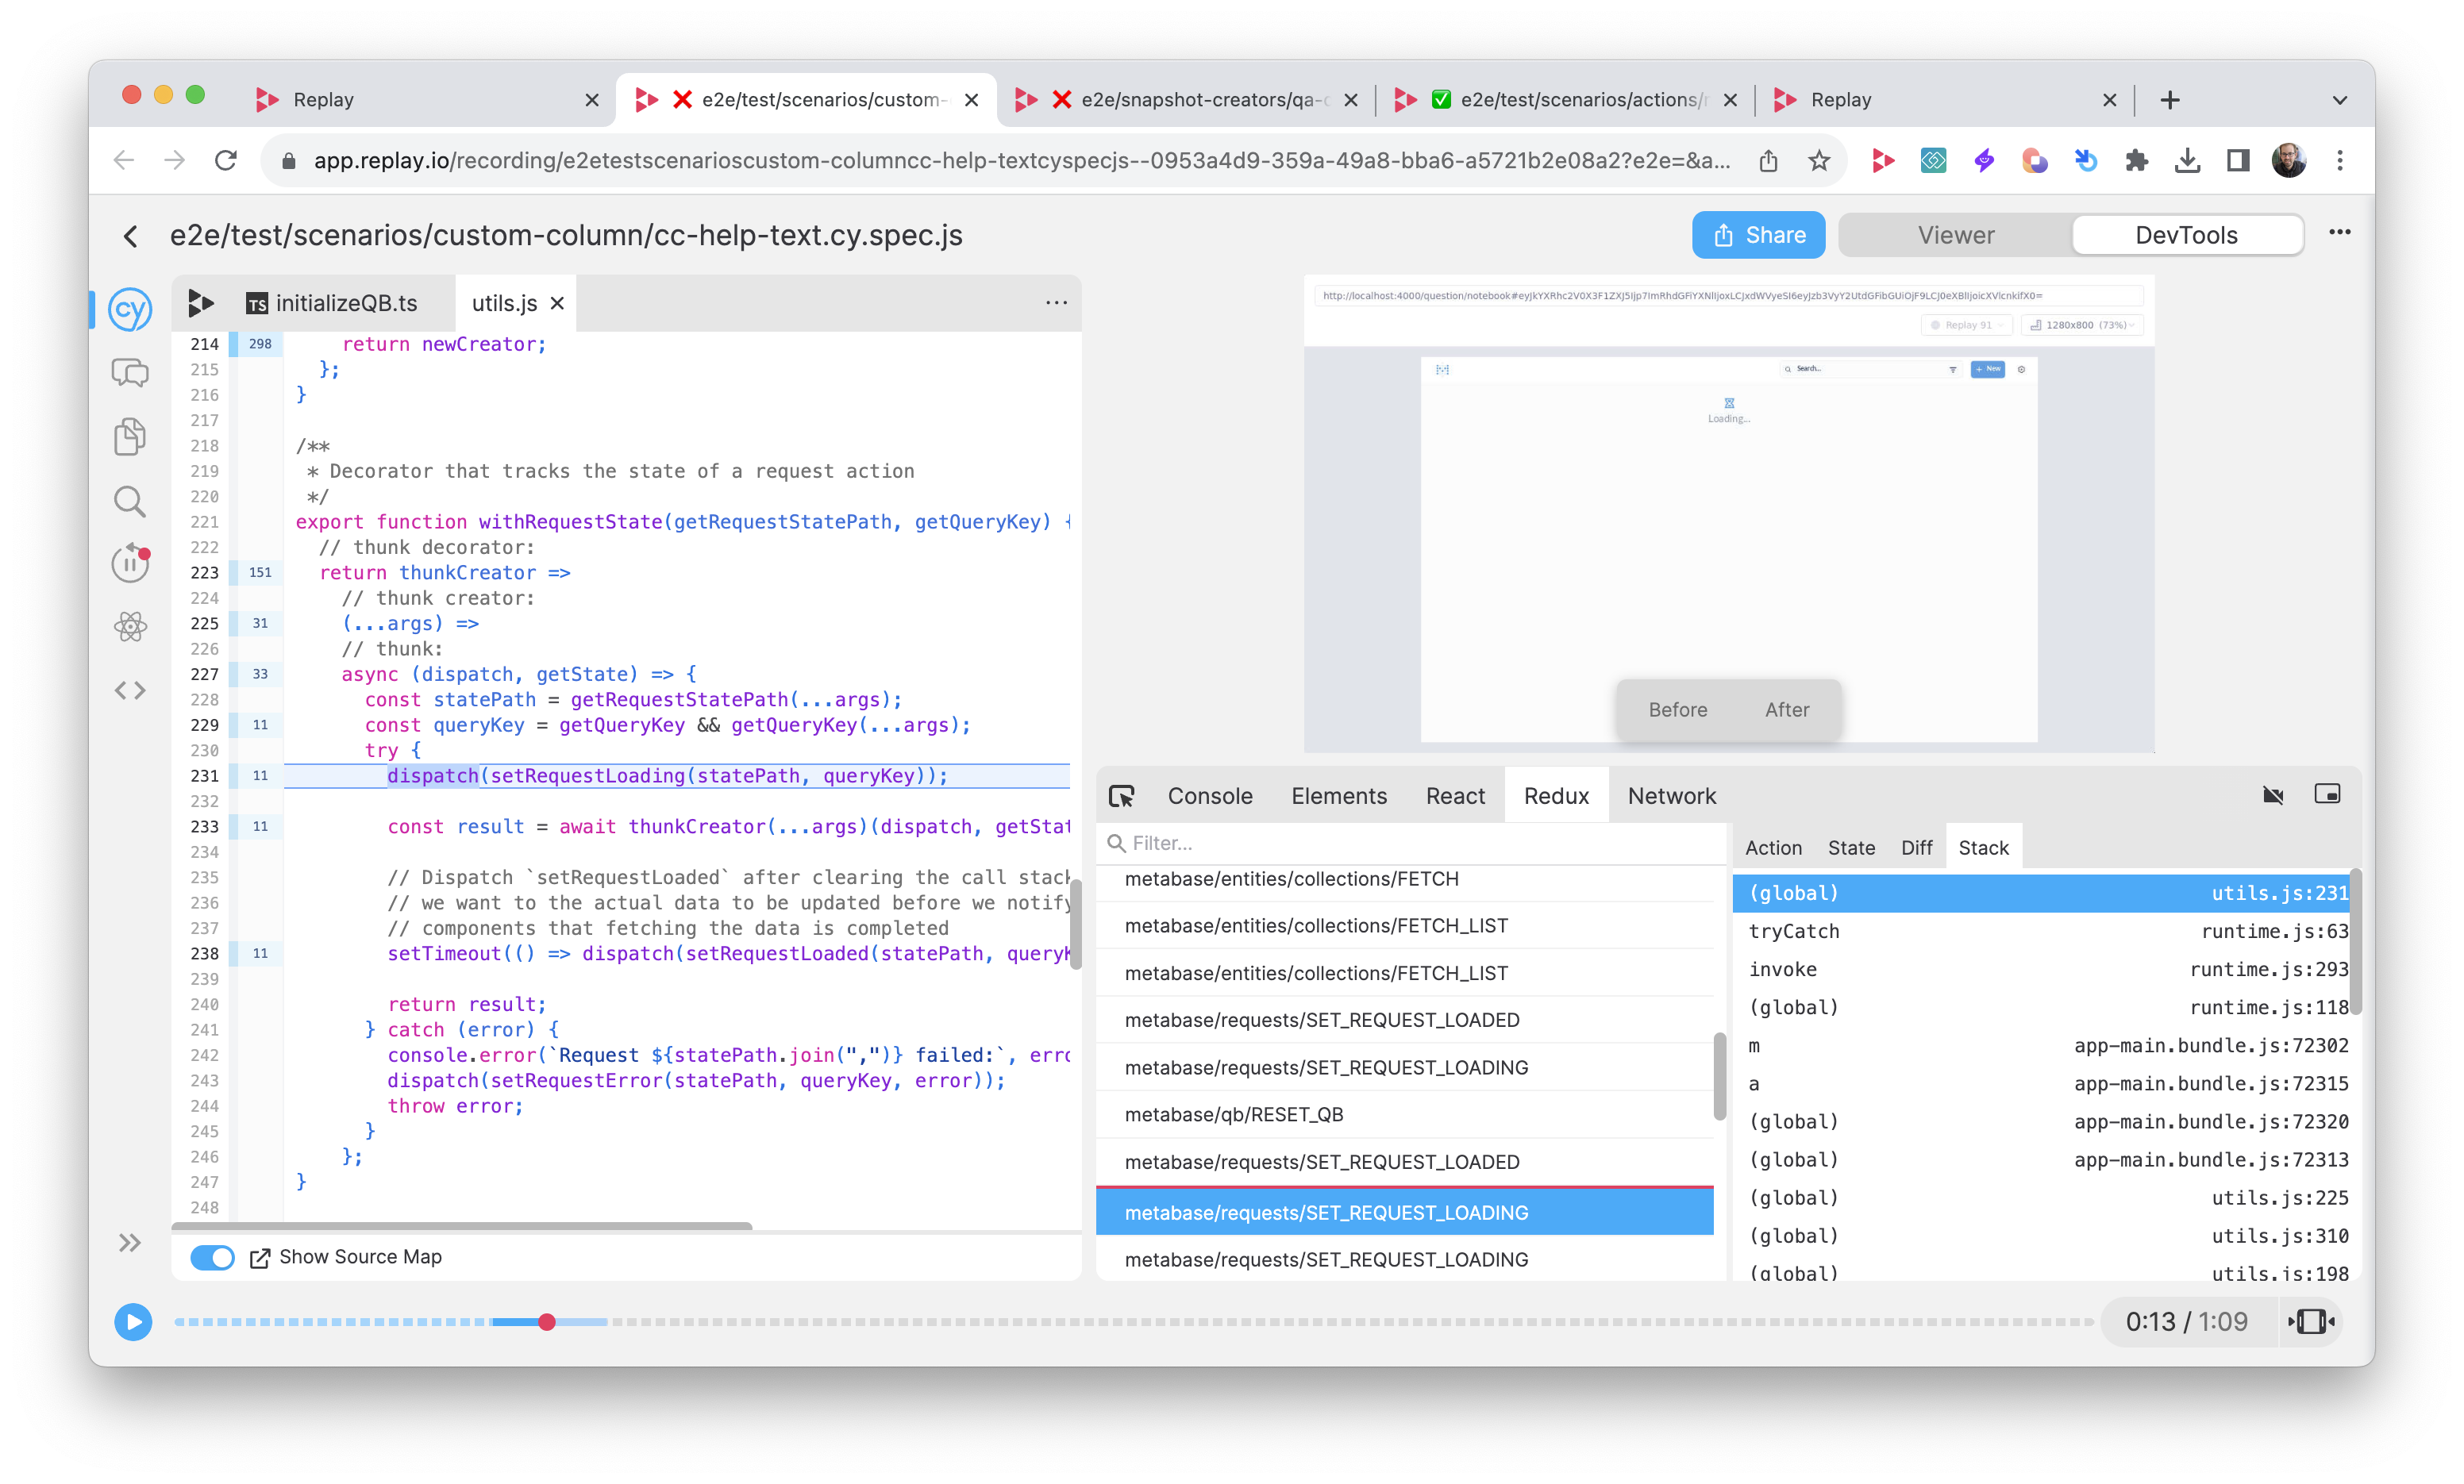 Replay
e2e/test/scenarios/custom-
e2e/snapshot-creators/qa-
e2e/test/scenarios/actions/
Replay
app.replay.io/recording/e2etestscenarioscustom-columncc-help-textcyspecjs--0953a4d9-359a-49a8-bba6-a5721b2e08a2?e2e=&a...
e2e/test/scenarios/custom-column/cc-help-text.cy.spec.js
Share
Viewer
DevTools
cy
TS initializeQB.ts
utils.js
214 298 return newCreator;
215 };
216 }
217
218 /**
219 * Decorator that tracks the state of a request action
220 */
221 export function withRequestState(getRequestStatePath, getQueryKey) {
222 // thunk decorator:
223 151 return thunkCreator =>
224 // thunk creator:
225 31 (...args) =>
226 // thunk:
227 33 async (dispatch, getState) => {
228 const statePath = getRequestStatePath(...args);
229 11 const queryKey = getQueryKey && getQueryKey(...args);
230 try {
231 11 dispatch(setRequestLoading(statePath, queryKey));
232
233 11 const result = await thunkCreator(...args)(dispatch, getStat
234
235 // Dispatch `setRequestLoaded` after clearing the call stack
236 // we want to the actual data to be updated before we notify
237 // components that fetching the data is completed
238 11 setTimeout(() => dispatch(setRequestLoaded(statePath, queryK
239
240 return result;
241 } catch (error) {
242 console.error(`Request ${statePath.join(",")} failed:`, erro
243 dispatch(setRequestError(statePath, queryKey, error));
244 throw error;
245 }
246 };
247 }
248
Show Source Map
Replay 91
1280x800 (73%)
Search...
+ New
Loading...
Before
After
Console
Elements
React
Redux
Network
Filter...
metabase/entities/collections/FETCH
metabase/entities/collections/FETCH_LIST
metabase/entities/collections/FETCH_LIST
metabase/requests/SET_REQUEST_LOADED
metabase/requests/SET_REQUEST_LOADING
metabase/qb/RESET_QB
metabase/requests/SET_REQUEST_LOADED
metabase/requests/SET_REQUEST_LOADING
metabase/requests/SET_REQUEST_LOADING
Action
State
Diff
Stack
(global) utils.js:231
tryCatch runtime.js:63
invoke runtime.js:293
(global) runtime.js:118
m app-main.bundle.js:72302
a app-main.bundle.js:72315
(global) app-main.bundle.js:72320
(global) app-main.bundle.js:72313
(global) utils.js:225
(global) utils.js:310
(global) utils.js:198
0:13 / 1:09